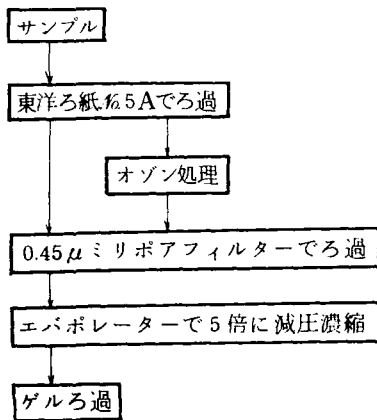 サンプル
東洋ろ紙№5Aでろ過
オゾン処理
0.45μミリポアフィルターでろ過
エバポレーターで5倍に減圧濃縮
ゲルろ過